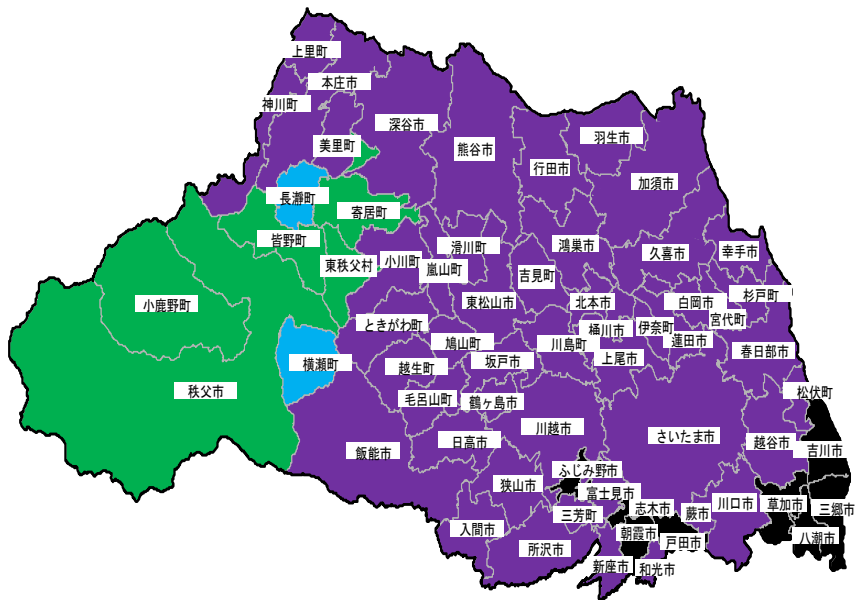 上里町
本庄市
神川町
深谷市
美里町
熊谷市
羽生市
行田市
加須市
長瀞町
寄居町
皆野町
滑川町
鴻巣市
久喜市
幸手市
東秩父村
小川町
嵐山町
吉見町
小鹿野町
東松山市
北本市
白岡市
杉戸町
ときがわ町
桶川市
伊奈町
宮代町
鳩山町
川島町
蓮田市
横瀬町
越生町
坂戸市
上尾市
春日部市
秩父市
毛呂山町
鶴ヶ島市
松伏町
川越市
さいたま市
飯能市
日高市
越谷市
吉川市
ふじみ野市
狭山市
富士見市
志木市
蕨市
川口市
草加市
三郷市
三芳町
入間市
朝霞市
戸田市
八潮市
所沢市
新座市
和光市